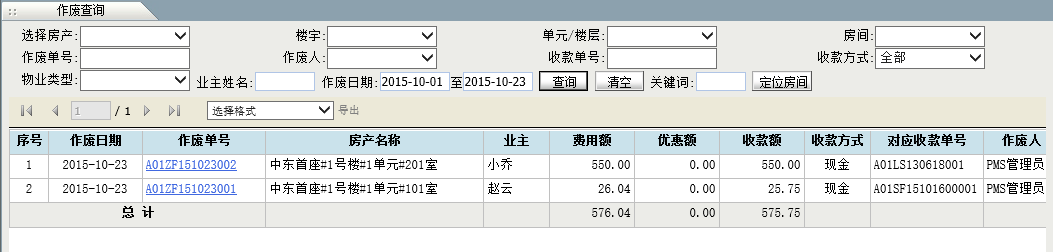 作废查询
选择房产: 楼宇: 单元/楼层: 房间:
作废单号: 作废人: 收款单号: 收款方式: 全部
物业类型: 业主姓名: 作废日期: 2015-10-01 至 2015-10-23 查询 清空 关键词: 定位房间
1 / 1 选择格式 导出
序号 作废日期 作废单号 房产名称 业主 费用额 优惠额 收款额 收款方式 对应收款单号 作废人
1 2015-10-23 A01ZF151023002 中东首座#1号楼#1单元#201室 小乔 550.00 0.00 550.00 现金 A01LS130618001 PMS管理员
2 2015-10-23 A01ZF151023001 中东首座#1号楼#1单元#101室 赵云 26.04 0.00 25.75 现金 A01SF15101600001 PMS管理员
总 计 576.04 0.00 575.75